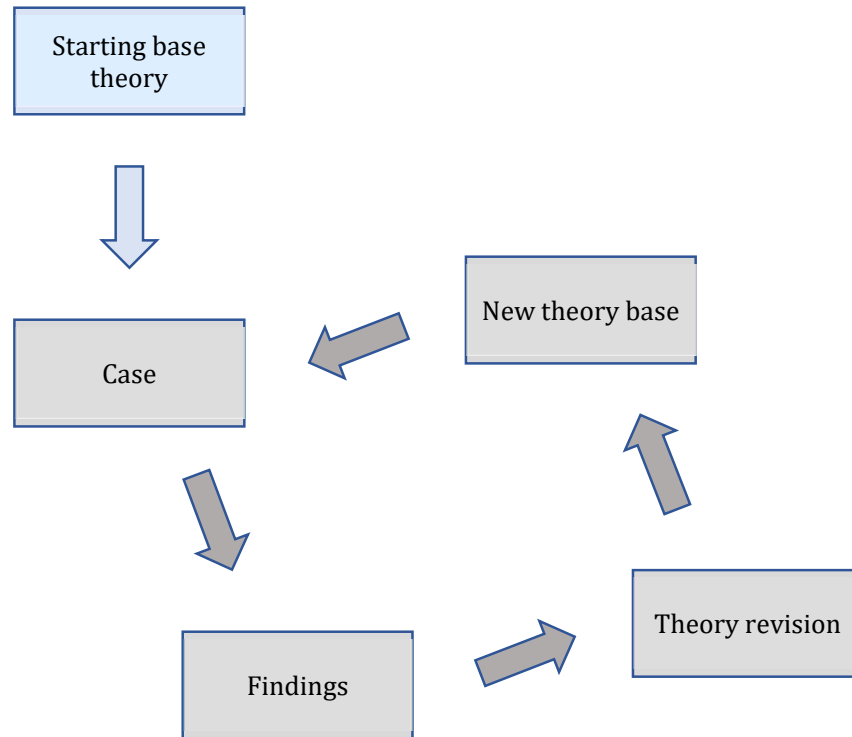 Starting base
theory
New theory base
Case
Theory revision
Findings